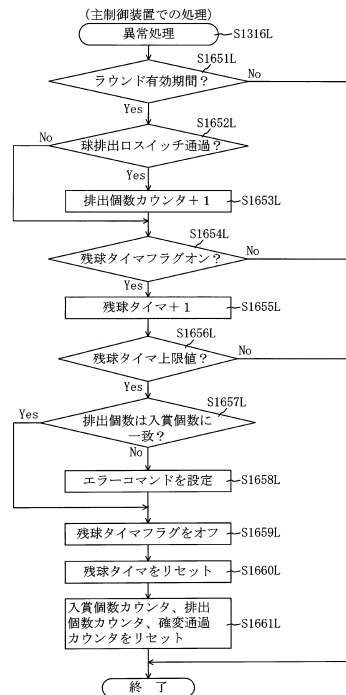 (主制御装置での処理)
異常処理
S1316L
S1651L
ラウンド有効期間?
No
Yes
S1652L
No
球排出口スイッチ通過?
Yes
排出個数カウンタ+1
S1653L
S1654L
残球タイマフラグオン?
No
Yes
残球タイマ+1
S1655L
S1656L
残球タイマ上限値?
No
Yes
S1657L
Yes
排出個数は入賞個数に
一致?
No
エラーコマンドを設定
S1658L
残球タイマフラグをオフ
S1659L
残球タイマをリセット
S1660L
入賞個数カウンタ、排出
個数カウンタ、確変通過
カウンタをリセット
S1661L
終 了